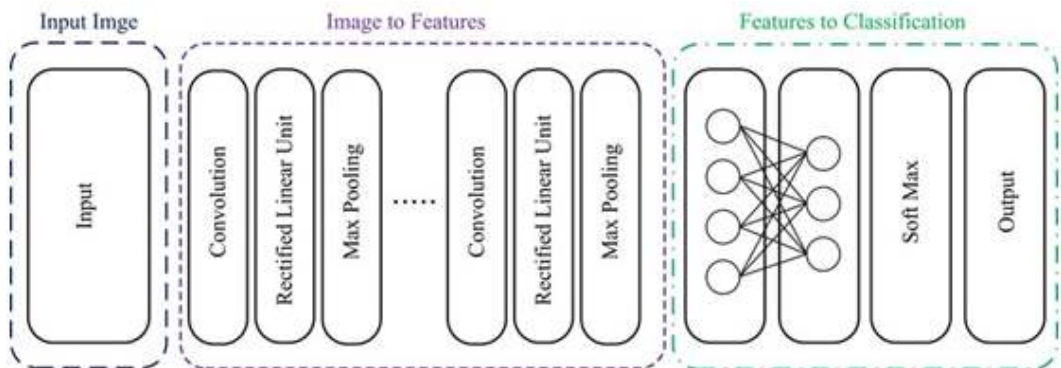 Input Imge
Image to Features
Features to Classification
Input
Convolution
Rectified Linear Unit
Max Pooling
.....
Convolution
Rectified Linear Unit
Max Pooling
Soft Max
Output